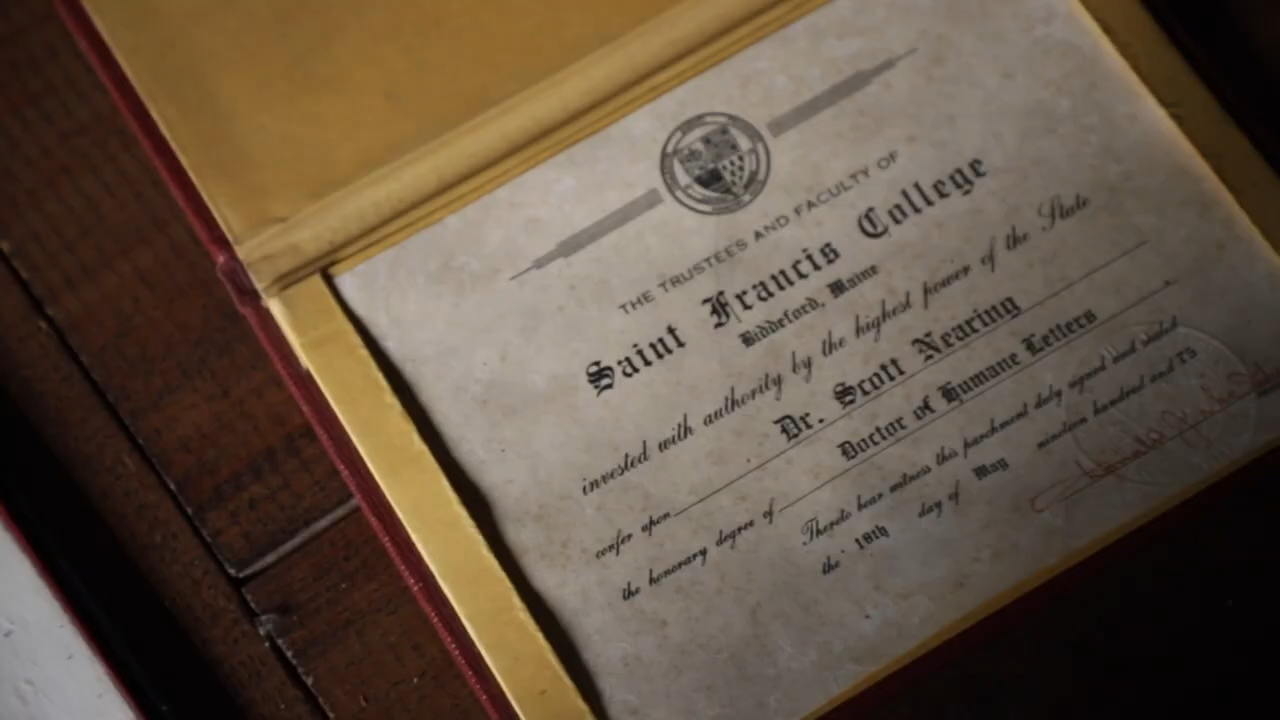 THE TRUSTEES AND FACULTY OF
Saint Francis College
Biddeford, Maine
invested with authority by the highest power of the State
confer upon Dr. Scott Nearing
the honorary degree of Doctor of Humane Letters
Thereto bear witness this parchment duly signed and sealed
the 18th day of May nineteen hundred and 75